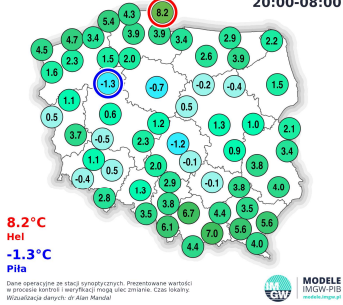 20:00-08:00
8.2
4.3
5.4
4.7 3.4 3.9 3.9 3.4 2.9 2.2
4.5
2.3 1.5 2.0 2.6 3.9
1.6
-1.3 -0.7 -0.2 -0.4 1.5
1.1
0.5 0.6 0.5
1.2 1.3 1.0 2.1
3.7 -0.5 2.3 -1.2
0.9 3.4
1.1 2.0 -0.1 3.8
0.5
-0.4 2.9 -0.1 3.8 4.0
1.3
2.8 3.8
3.5 6.7 4.4 3.5
6.1 7.0 5.6 5.6
4.4 4.0
8.2°C
Hel
-1.3°C
Piła
Dane operacyjne ze stacji synoptycznych. Prezentowane wartości
w procesie kontroli i weryfikacji mogą ulec zmianie. Czas lokalny.
Wizualizacja danych: dr Alan Mandal
IM
GW
MODELE
IMGW-PIB